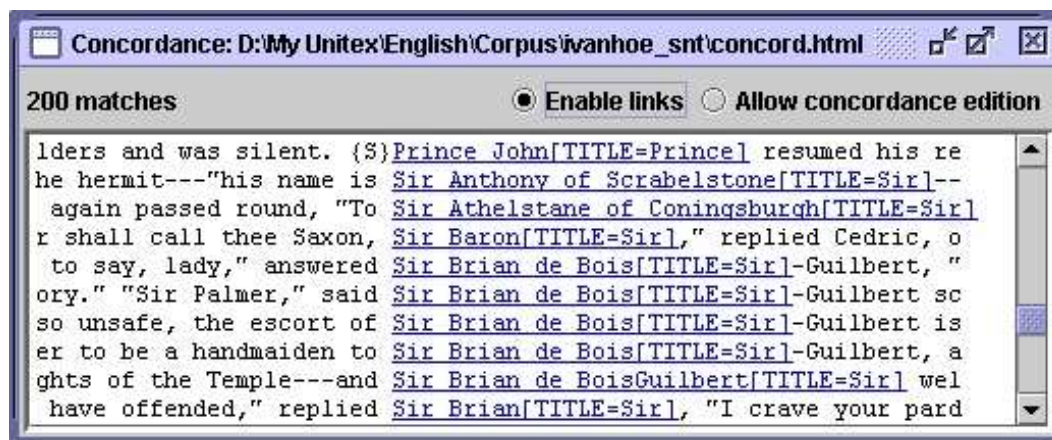 Concordance: D:\My Unitex\English\Corpus\ivanhoe_snt\concord.html
200 matches Enable links Allow concordance edition
lders and was silent. {S}Prince John[TITLE=Prince] resumed his re
he hermit---"his name is Sir Anthony of Scrabelstone[TITLE=Sir]--
again passed round, "To Sir Athelstane of Coningsburgh[TITLE=Sir]
r shall call thee Saxon, Sir Baron[TITLE=Sir]," replied Cedric, o
to say, lady," answered Sir Brian de Bois[TITLE=Sir]-Guilbert, "
ory." "Sir Palmer," said Sir Brian de Bois[TITLE=Sir]-Guilbert sc
so unsafe, the escort of Sir Brian de Bois[TITLE=Sir]-Guilbert is
er to be a handmaiden to Sir Brian de Bois[TITLE=Sir]-Guilbert, a
ghts of the Temple---and Sir Brian de BoisGuilbert[TITLE=Sir] wel
have offended," replied Sir Brian[TITLE=Sir], "I crave your pard